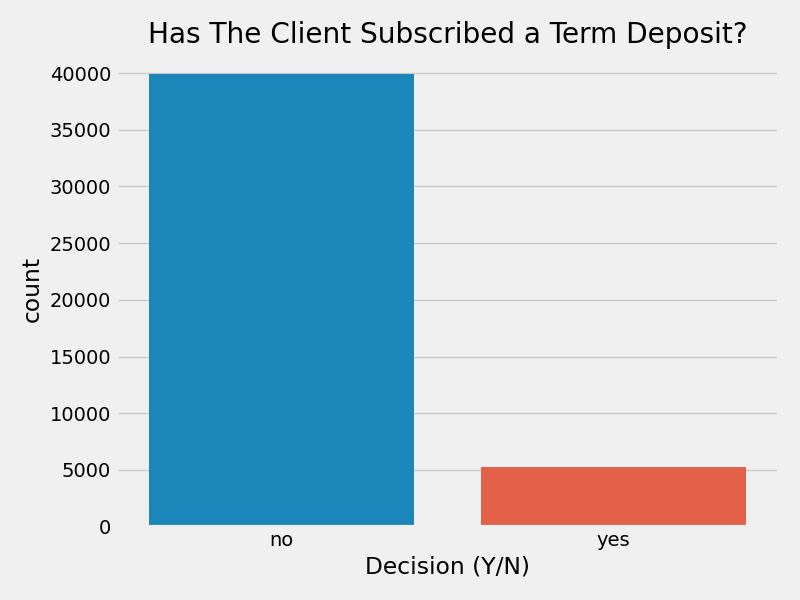 Has The Client Subscribed a Term Deposit?
40000
35000
30000
25000
20000
15000
10000
5000
0
count
no
yes
Decision (Y/N)